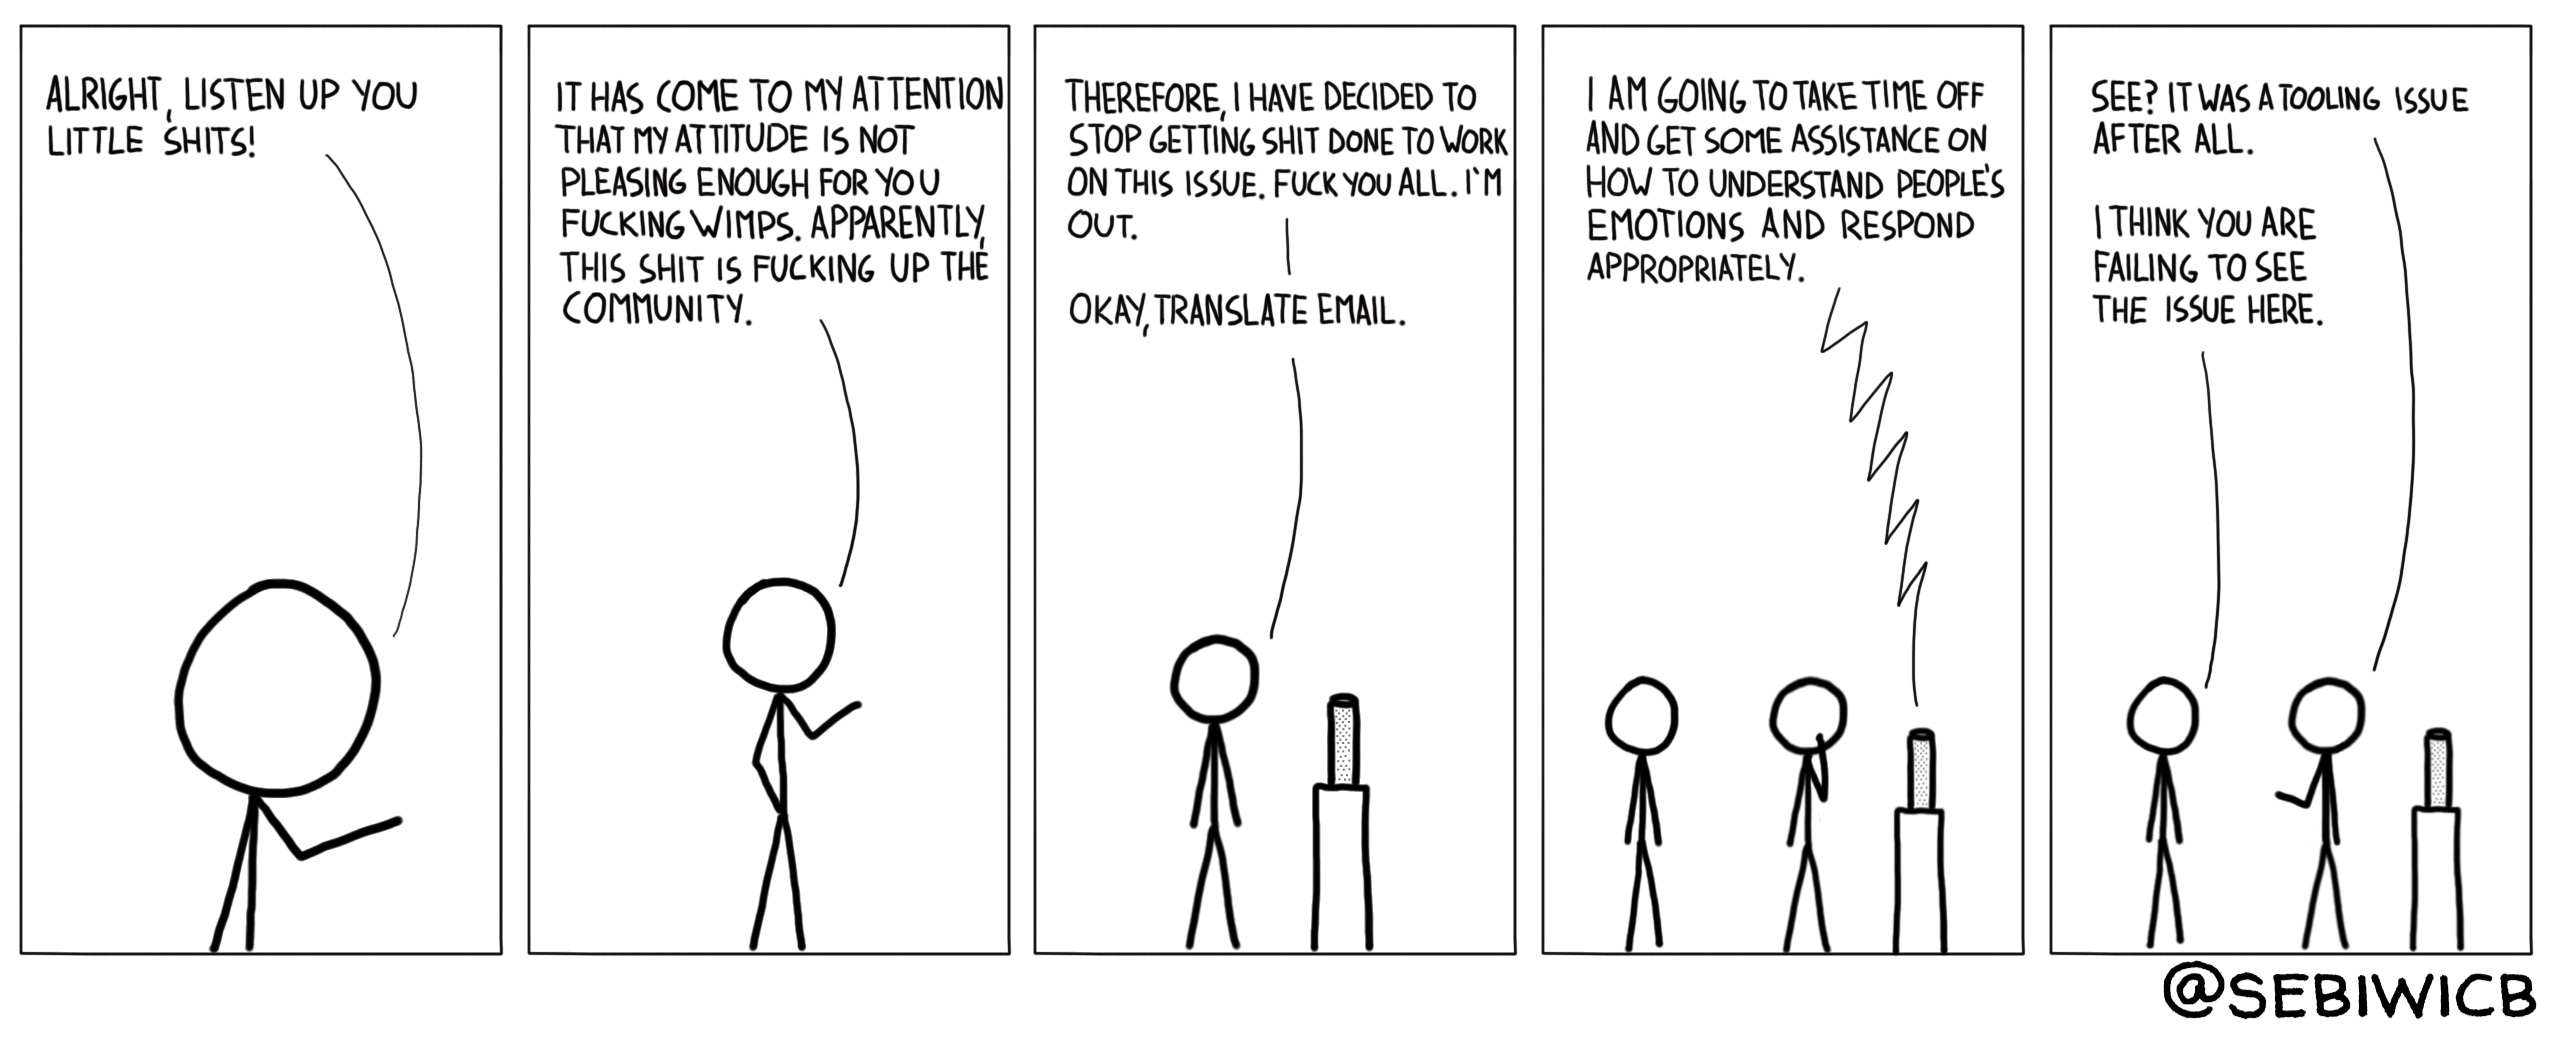 ALRIGHT, LISTEN UP YOU
LITTLE SHITS!
IT HAS COME TO MY ATTENTION
THAT MY ATTITUDE IS NOT
PLEASING ENOUGH FOR YOU
FUCKING WIMPS. APPARENTLY,
THIS SHIT IS FUCKING UP THE
COMMUNITY.
THEREFORE, I HAVE DECIDED TO
STOP GETTING SHIT DONE TO WORK
ON THIS ISSUE. FUCK YOU ALL. I'M
OUT.
OKAY, TRANSLATE EMAIL.
I AM GOING TO TAKE TIME OFF
AND GET SOME ASSISTANCE ON
HOW TO UNDERSTAND PEOPLE'S
EMOTIONS AND RESPOND
APPROPRIATELY.
SEE? IT WAS A TOOLING ISSUE
AFTER ALL.
I THINK YOU ARE
FAILING TO SEE
THE ISSUE HERE.
@SEBIWICB